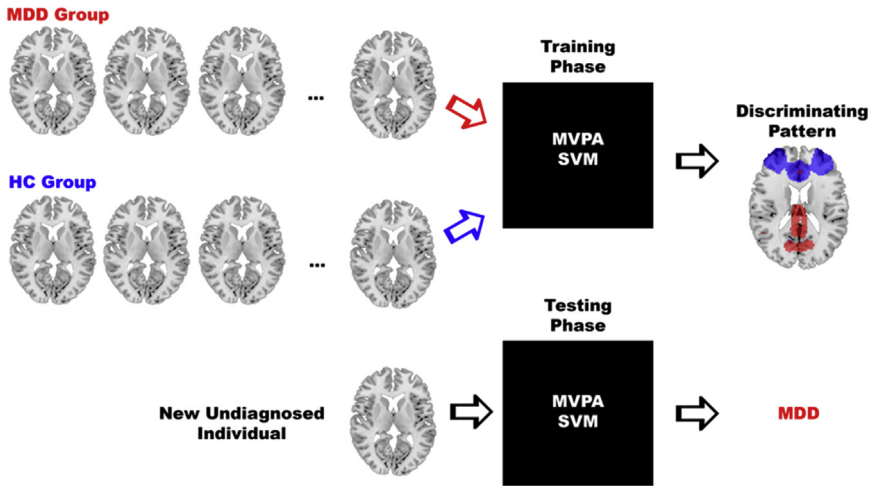 MDD Group
...
Training
Phase
MVPA
SVM
Discriminating
Pattern
HC Group
...
Testing
Phase
New Undiagnosed
Individual
MVPA
SVM
MDD